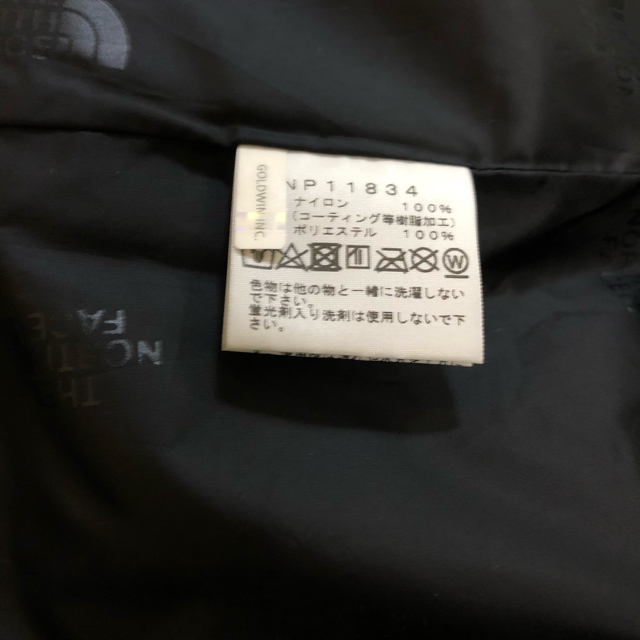 GOLDWIN INC.
NP11834
ナイロン 100%
(コーティング等樹脂加工)
ポリエステル 100%
色物は他の物と一緒に洗濯しない
で下さい。
蛍光剤入り洗剤は使用しないで下
さい。
THE
NORTH
FACE